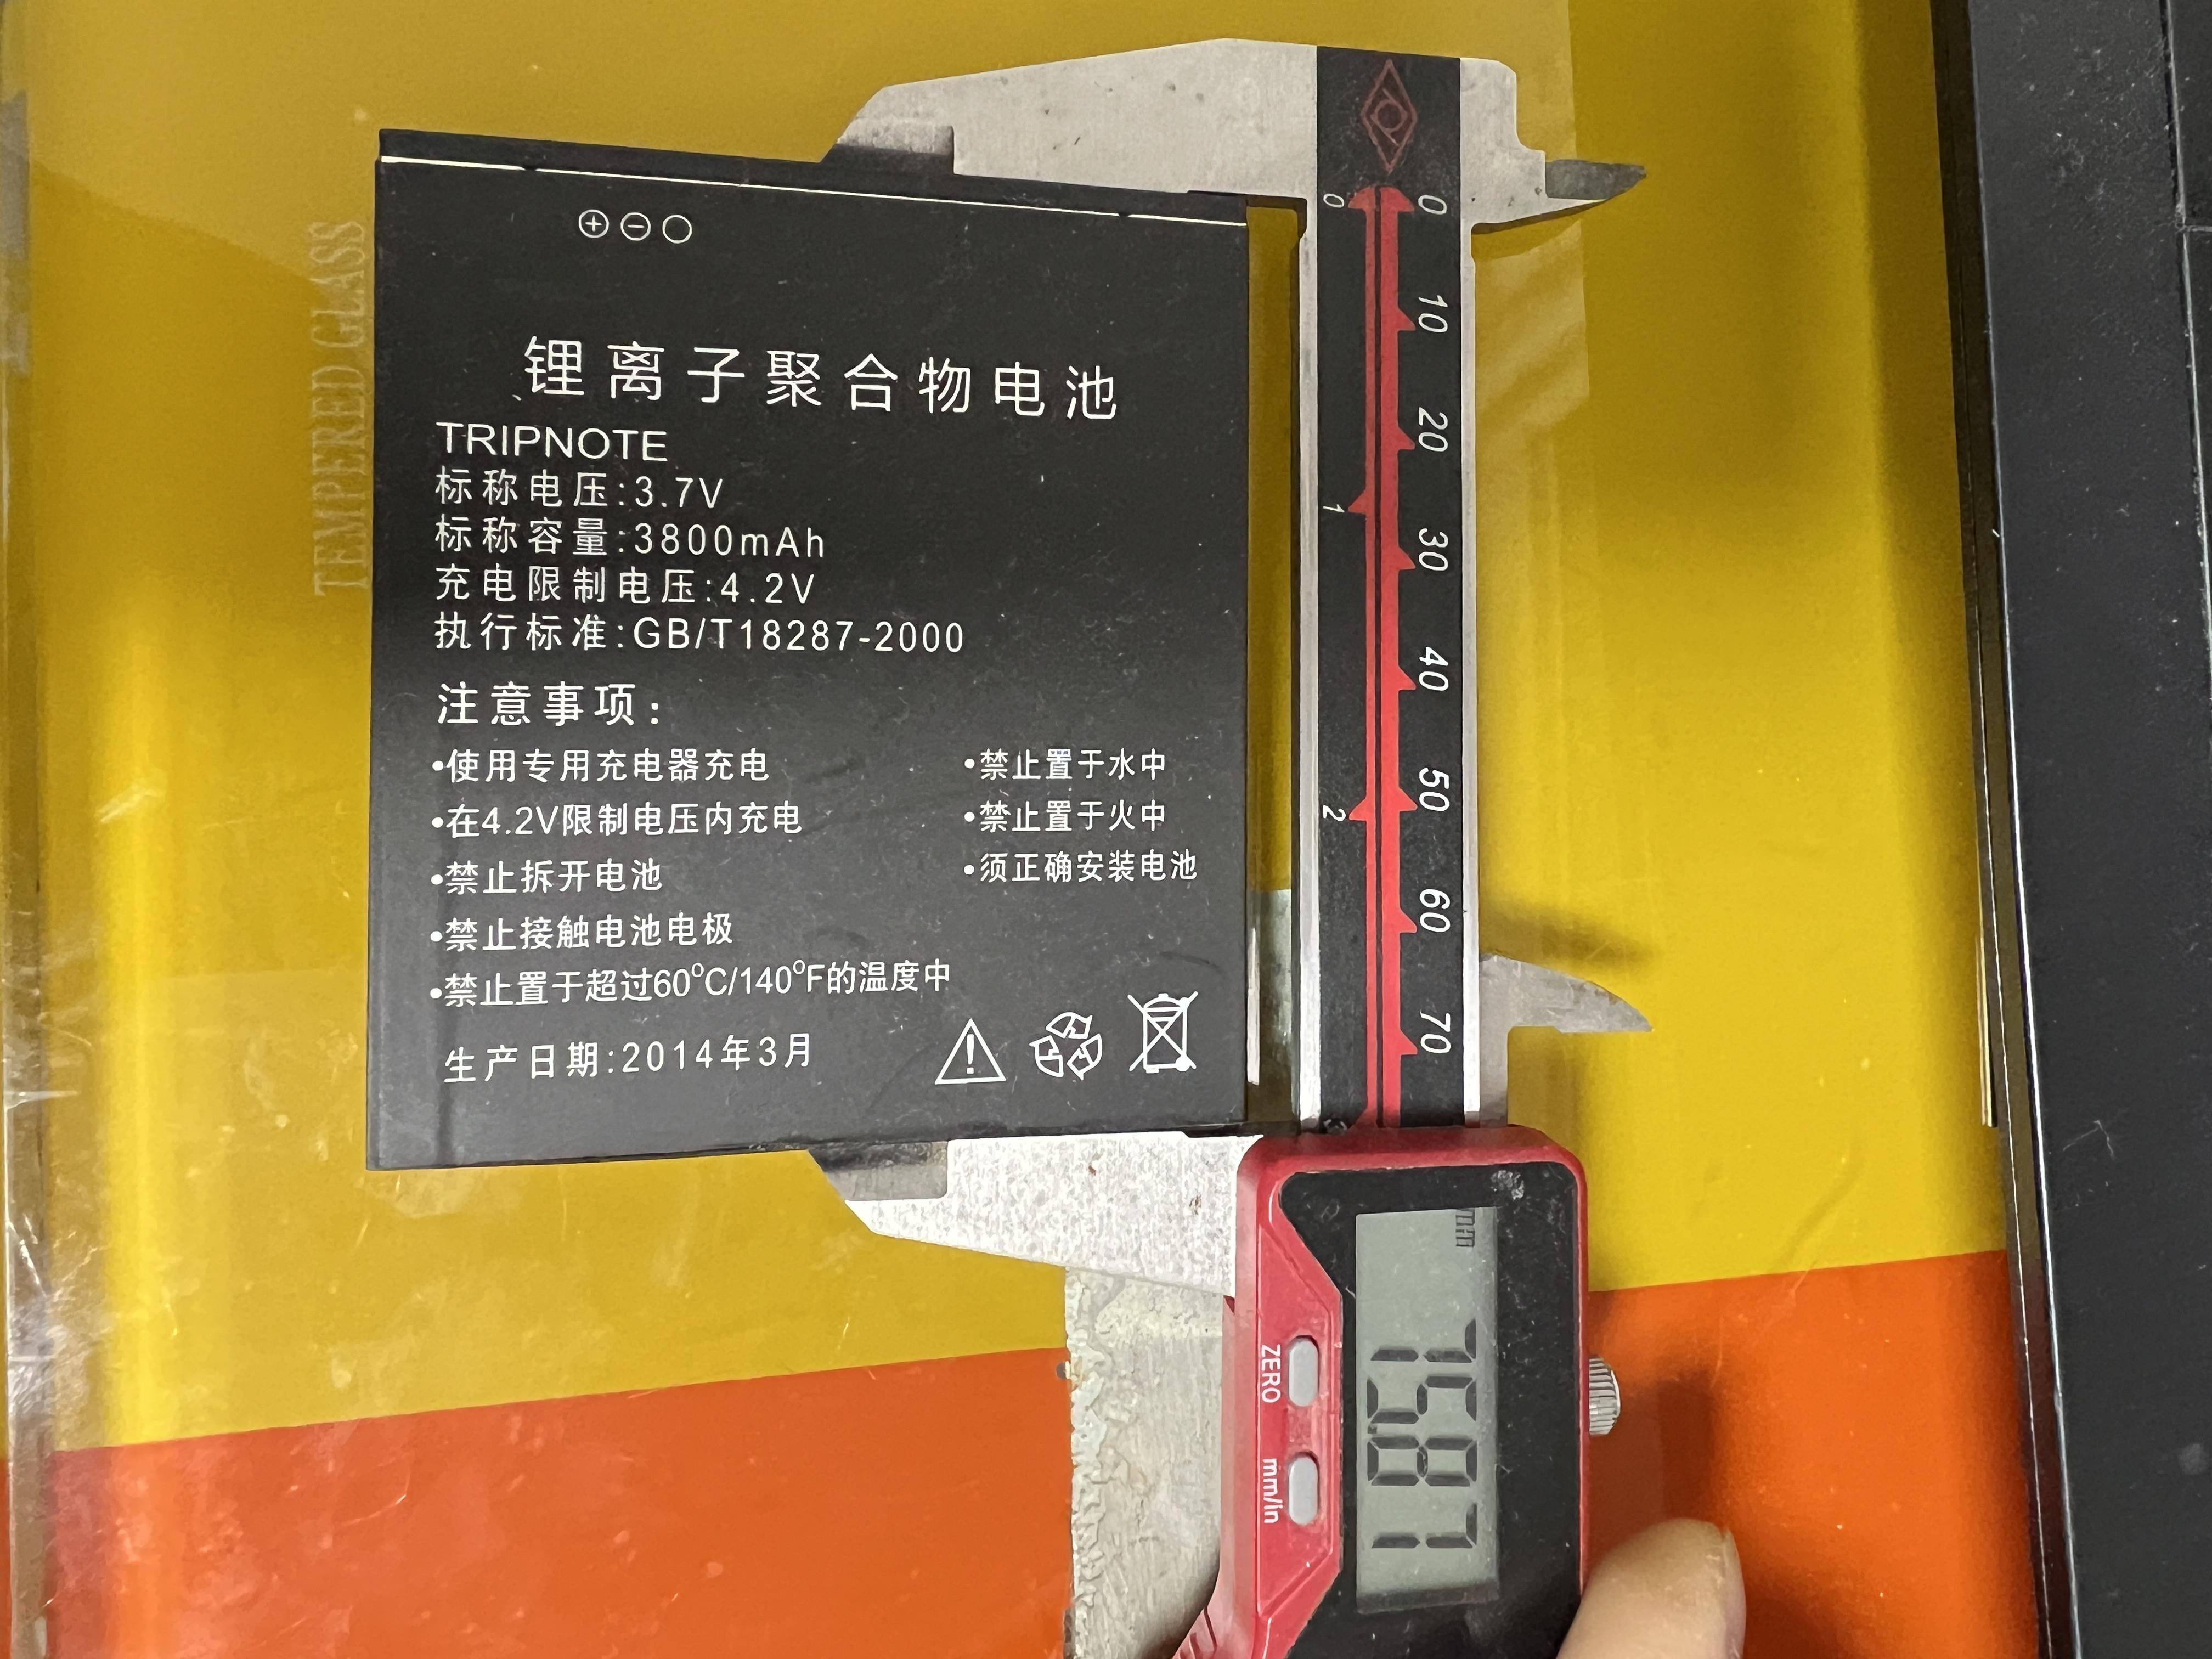 ⊕⊖○
锂离子聚合物电池
TRIPNOTE
标称电压:3.7V
标称容量:3800mAh
充电限制电压:4.2V
执行标准:GB/T18287-2000
注意事项:
•使用专用充电器充电
•在4.2V限制电压内充电
•禁止拆开电池
•禁止接触电池电极
•禁止置于超过60°C/140°F的温度中
•禁止置于水中
•禁止置于火中
•须正确安装电池
生产日期:2014年3月
TEMPERED GLASS
0 10 20 30 40 50 60 70
0 1 2 3
mm
75.87
ZERO
mm/in